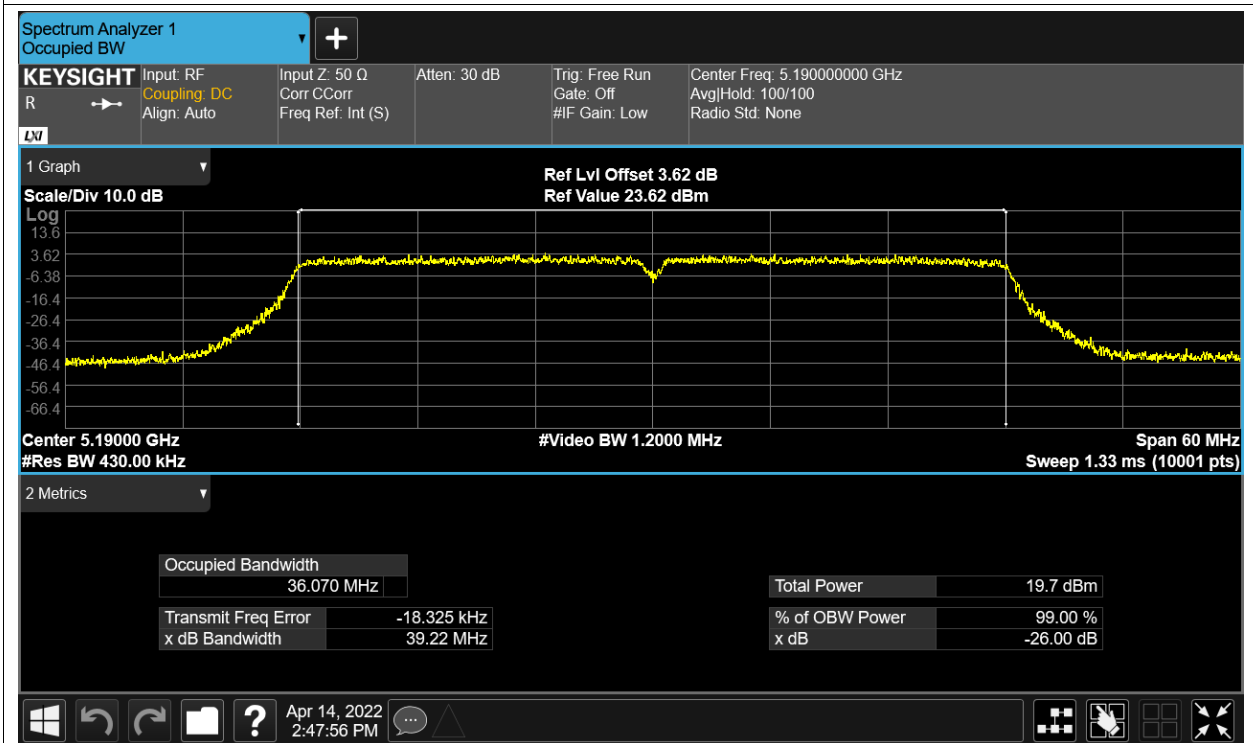 Spectrum Analyzer 1
Occupied BW
KEYSIGHT
R
LXI
Input: RF
Coupling: DC
Align: Auto
Input Z: 50 Ω
Corr CCorr
Freq Ref: Int (S)
Atten: 30 dB
Trig: Free Run
Gate: Off
#IF Gain: Low
Center Freq: 5.190000000 GHz
Avg|Hold: 100/100
Radio Std: None
1 Graph
Ref Lvl Offset 3.62 dB
Scale/Div 10.0 dB
Ref Value 23.62 dBm
Log
13.6
3.62
-6.38
-16.4
-26.4
-36.4
-46.4
-56.4
-66.4
Center 5.19000 GHz
#Video BW 1.2000 MHz
Span 60 MHz
#Res BW 430.00 kHz
Sweep 1.33 ms (10001 pts)
2 Metrics
Occupied Bandwidth
36.070 MHz
Total Power 19.7 dBm
Transmit Freq Error -18.325 kHz
% of OBW Power 99.00 %
x dB Bandwidth 39.22 MHz
x dB -26.00 dB
?
Apr 14, 2022
2:47:56 PM